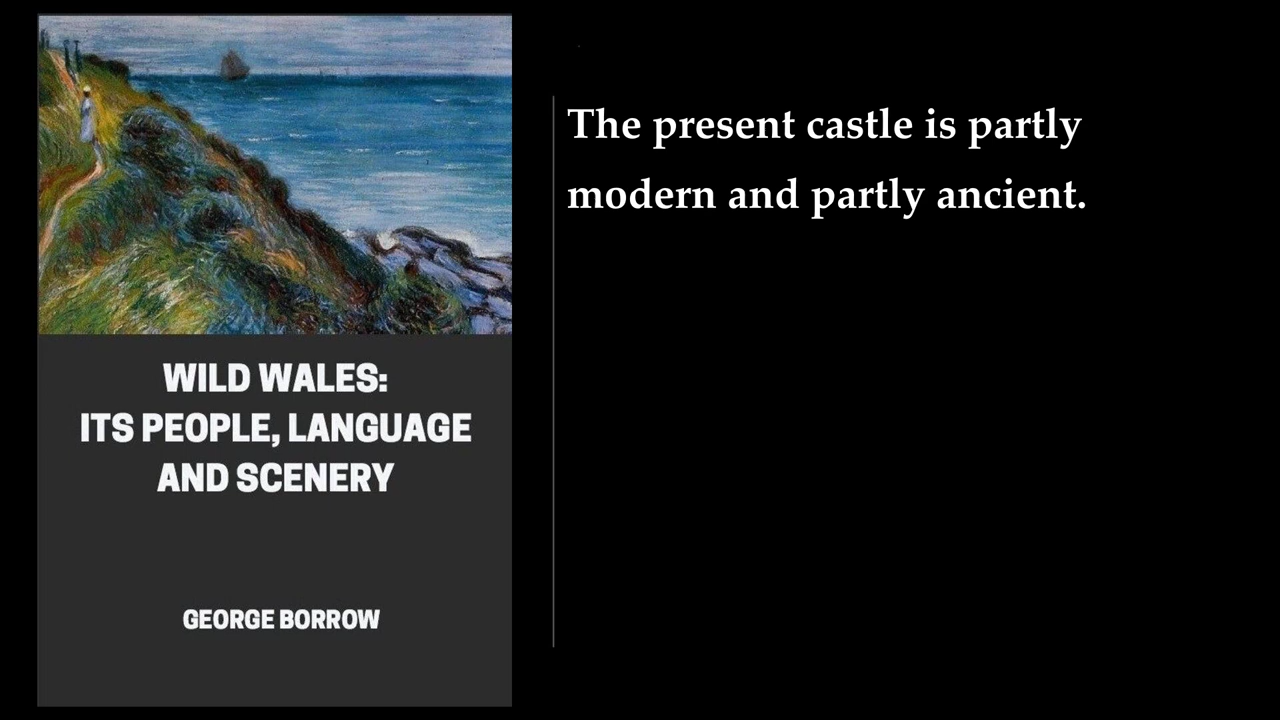 WILD WALES:
ITS PEOPLE, LANGUAGE
AND SCENERY
GEORGE BORROW
The present castle is partly
modern and partly ancient.